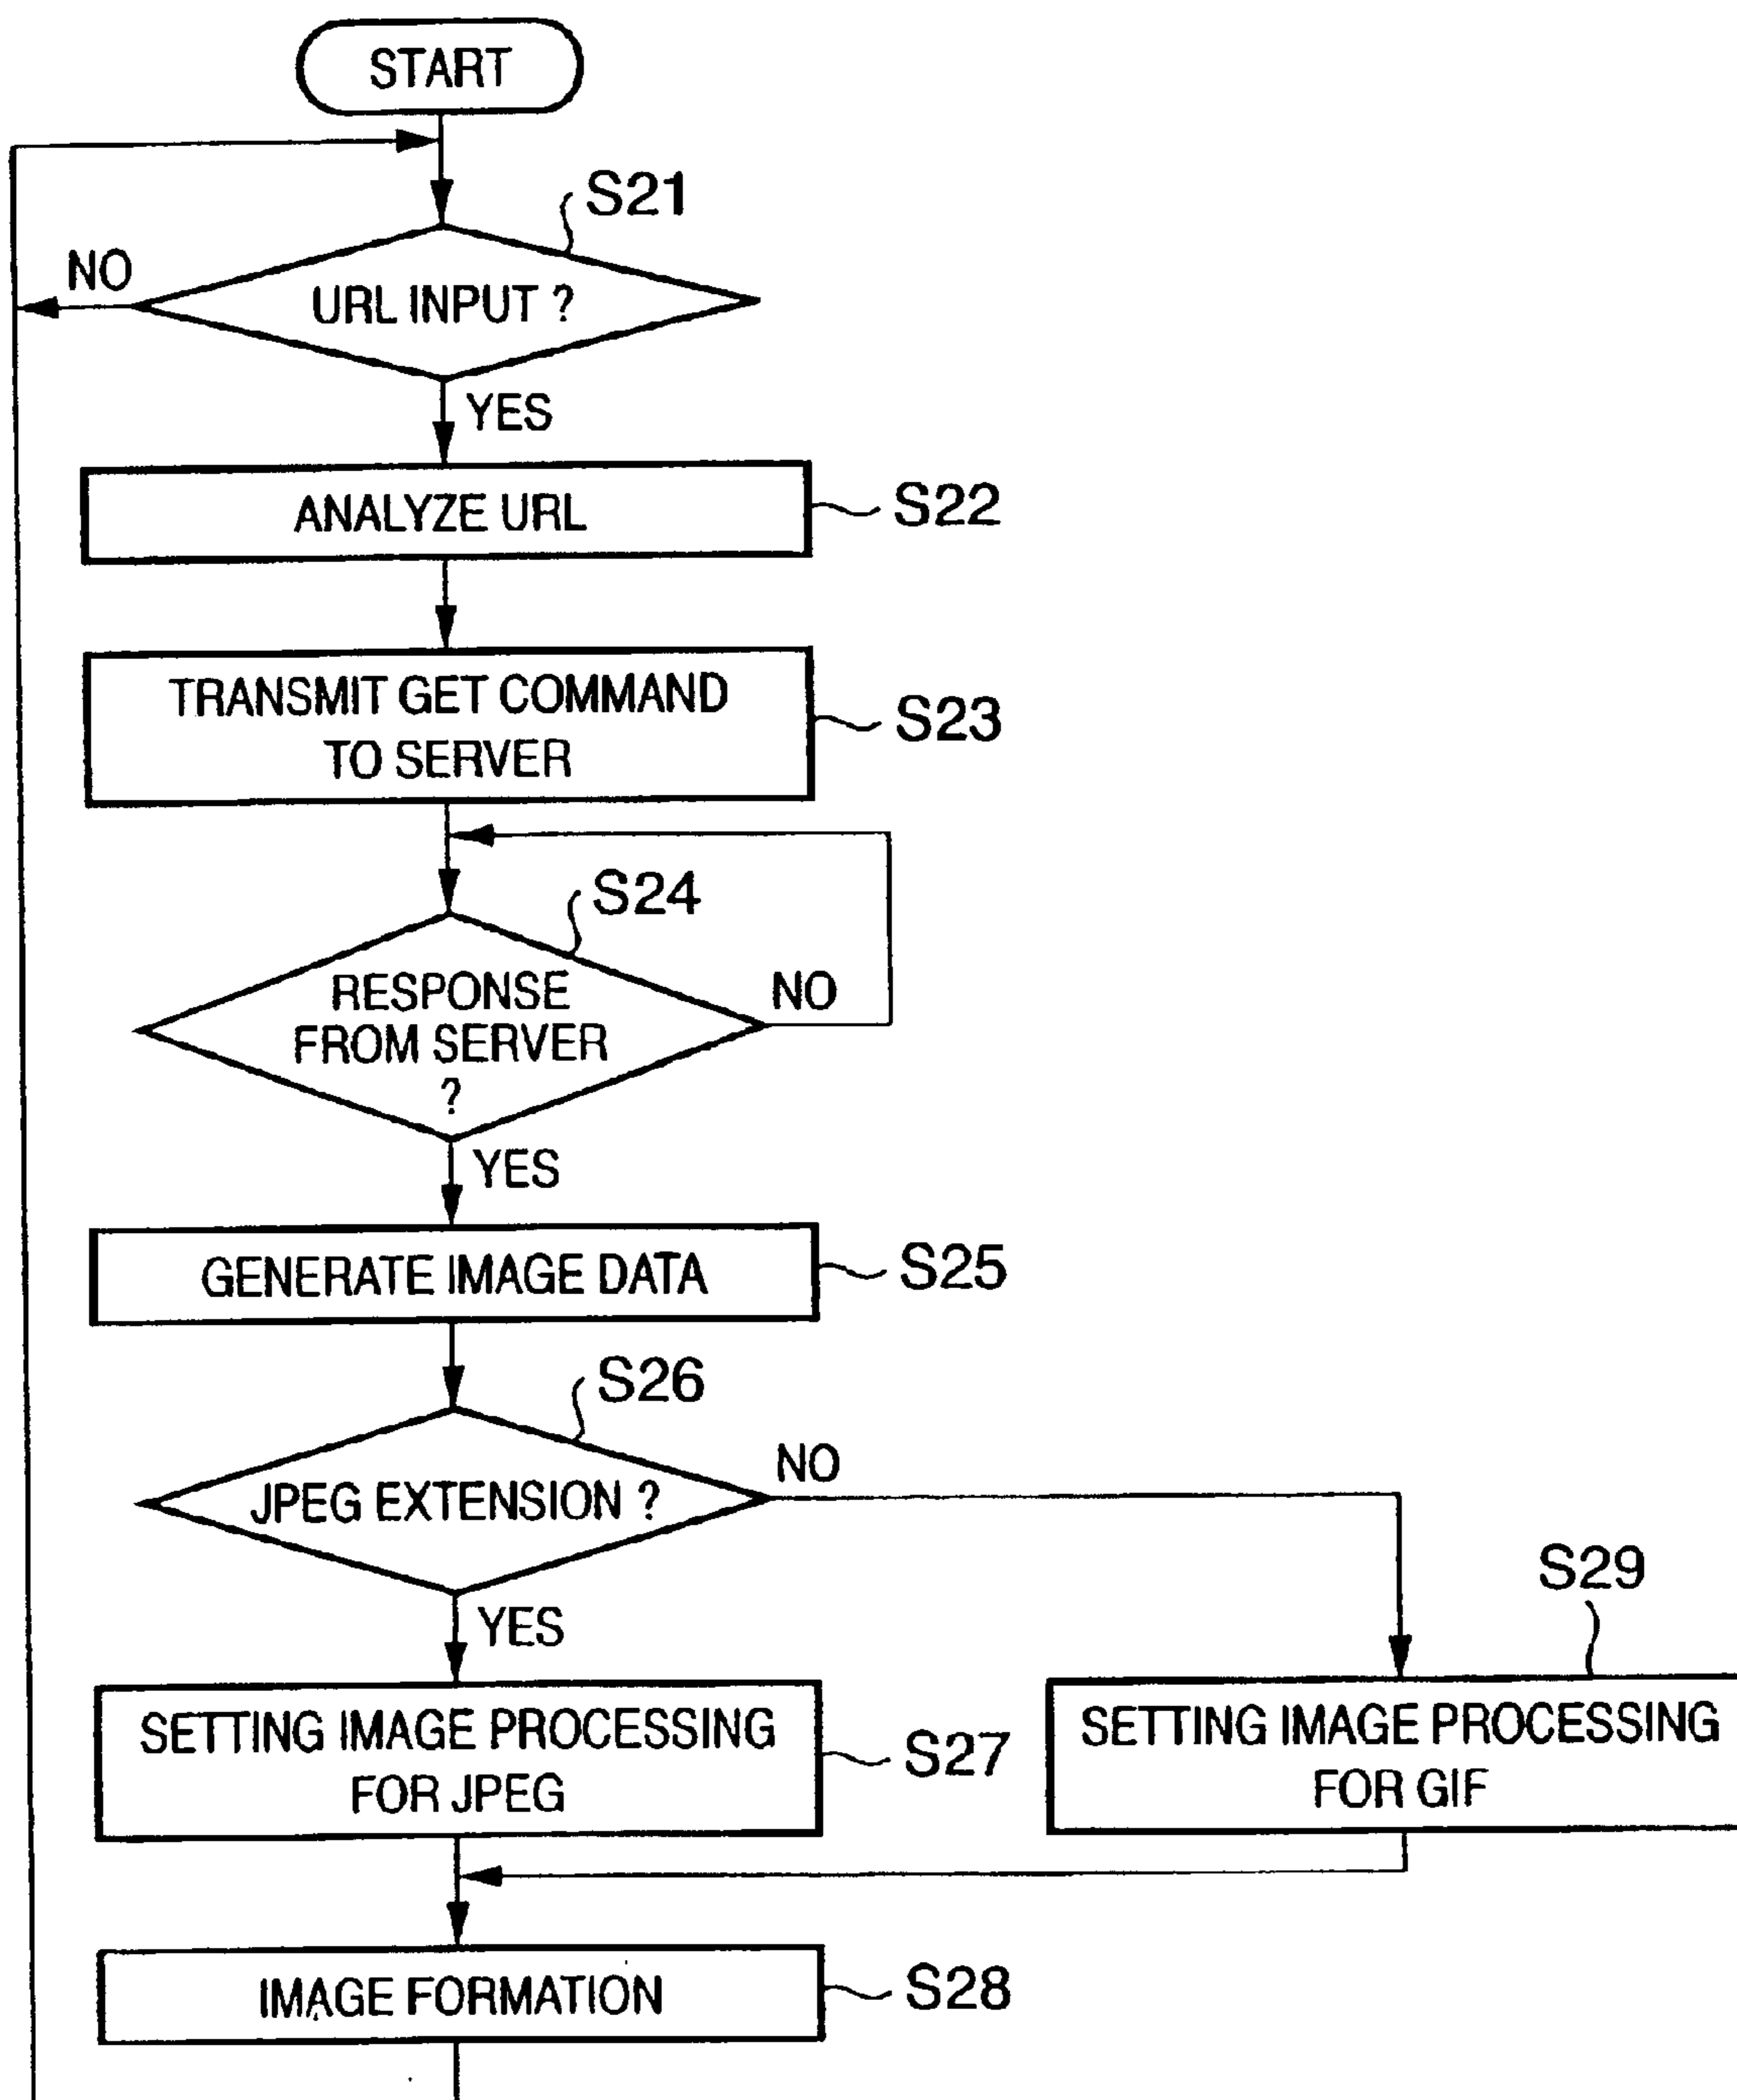 START
S21
NO
URL INPUT ?
YES
ANALYZE URL
S22
TRANSMIT GET COMMAND
TO SERVER
S23
S24
RESPONSE
FROM SERVER
?
NO
YES
GENERATE IMAGE DATA
S25
S26
JPEG EXTENSION ?
NO
YES
S29
SETTING IMAGE PROCESSING
FOR JPEG
S27
SETTING IMAGE PROCESSING
FOR GIF
IMAGE FORMATION
S28